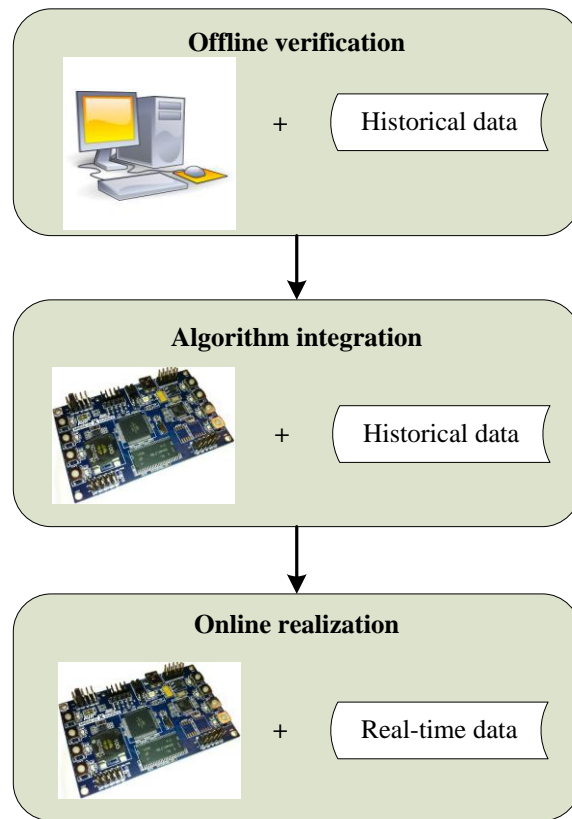 Offline verification
+
Historical data
Algorithm integration
+
Historical data
Online realization
+
Real-time data